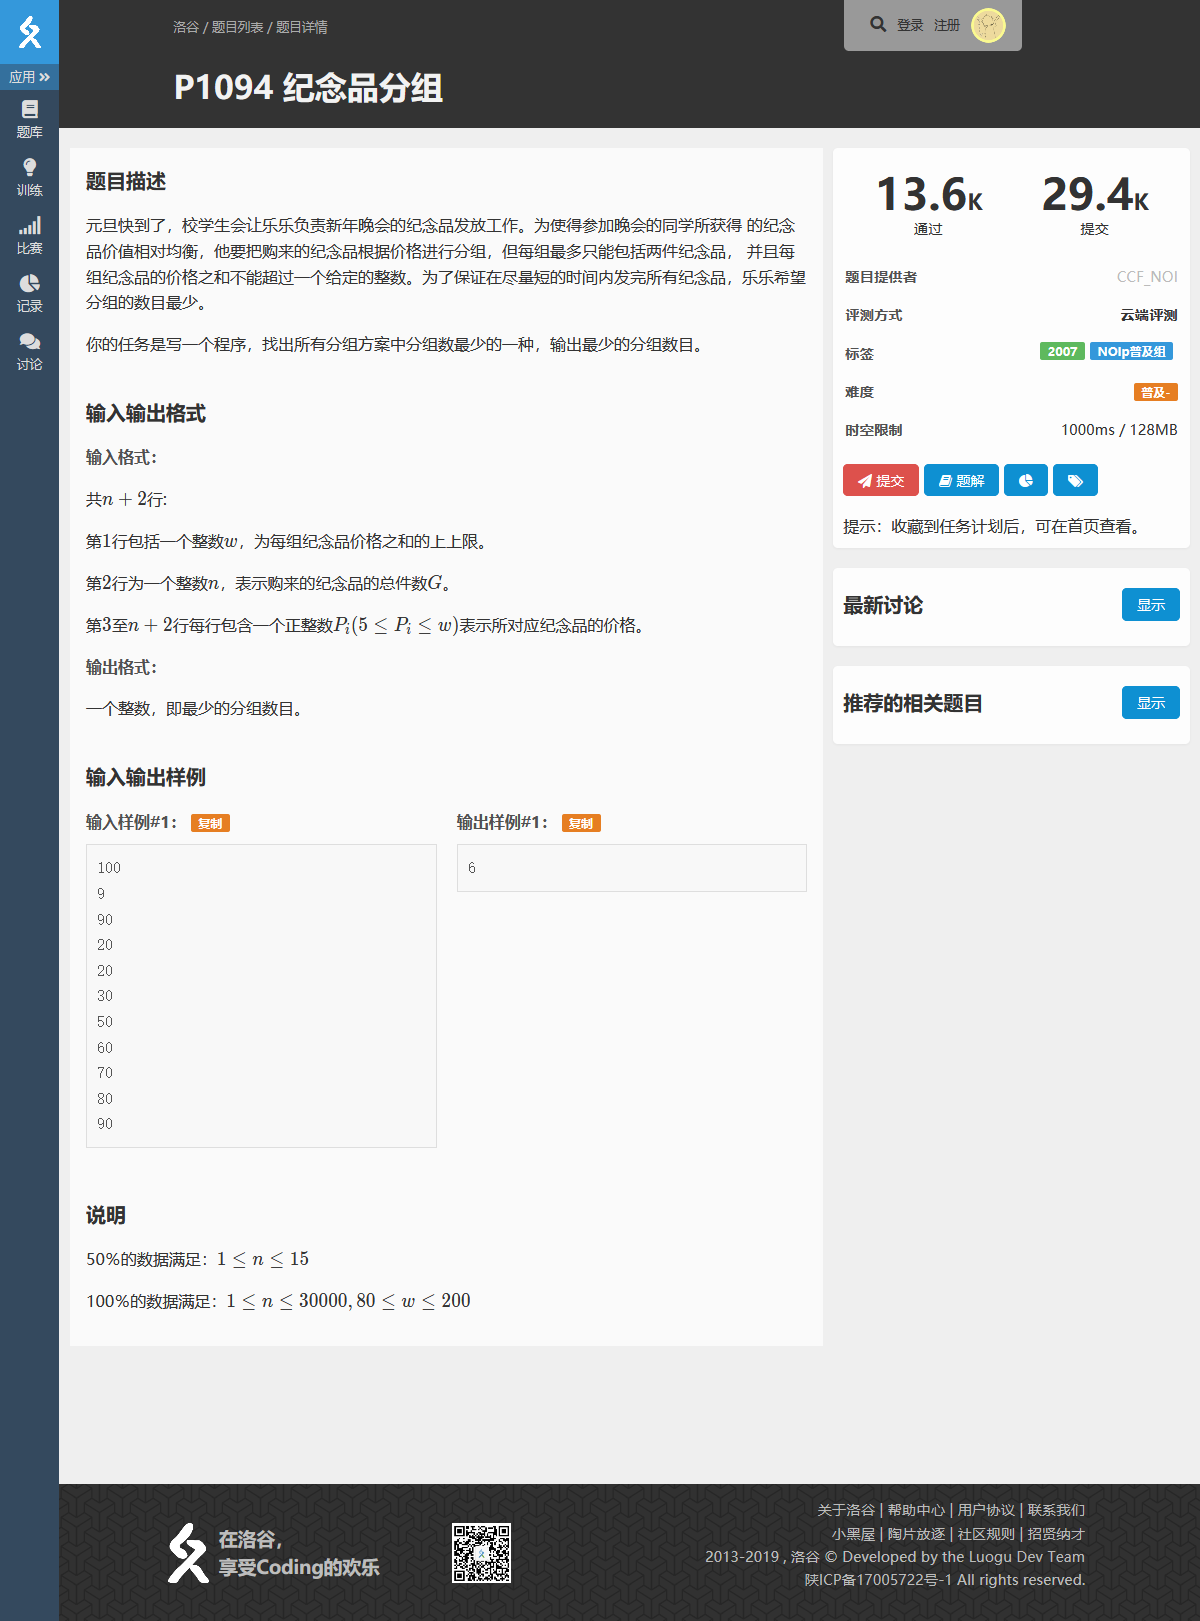 洛谷 / 题目列表 / 题目详情
登录 注册
P1094 纪念品分组
应用
题库
训练
比赛
记录
讨论
题目描述
元旦快到了，校学生会让乐乐负责新年晚会的纪念品发放工作。为使得参加晚会的同学所获得 的纪念
品价值相对均衡，他要把购来的纪念品根据价格进行分组，但每组最多只能包括两件纪念品， 并且每
组纪念品的价格之和不能超过一个给定的整数。为了保证在尽量短的时间内发完所有纪念品，乐乐希望
分组的数目最少。
你的任务是写一个程序，找出所有分组方案中分组数最少的一种，输出最少的分组数目。
输入输出格式
输入格式：
共n + 2行:
第1行包括一个整数w，为每组纪念品价格之和的上上限。
第2行为一个整数n，表示购来的纪念品的总件数G。
第3至n + 2行每行包含一个正整数P_i(5 ≤ P_i ≤ w)表示所对应纪念品的价格。
输出格式：
一个整数，即最少的分组数目。
输入输出样例
输入样例#1： 复制
100
9
90
20
20
30
50
60
70
80
90
输出样例#1： 复制
6
说明
50%的数据满足：1 ≤ n ≤ 15
100%的数据满足：1 ≤ n ≤ 30000, 80 ≤ w ≤ 200
13.6K 29.4K
通过 提交
题目提供者 CCF_NOI
评测方式 云端评测
标签 2007 NOIp普及组
难度 普及-
时空限制 1000ms / 128MB
提交 题解
提示：收藏到任务计划后，可在首页查看。
最新讨论 显示
推荐的相关题目 显示
在洛谷，
享受Coding的欢乐
关于洛谷 | 帮助中心 | 用户协议 | 联系我们
小黑屋 | 陶片放逐 | 社区规则 | 招贤纳才
2013-2019 , 洛谷 © Developed by the Luogu Dev Team
陕ICP备17005722号-1 All rights reserved.